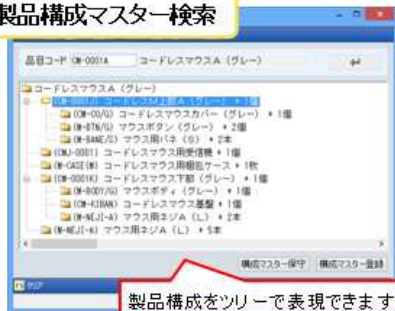 製品構成マスター検索
品目コード CM-0001A コードレスマウスA (グレー)
コードレスマウスA (グレー)
(CM-0001J) コードレスM上部A (グレー) * 1個
(CM-CO/G) コードレスマウスカバー (グレー) * 1個
(M-BTN/G) マウスボタン (グレー) * 2個
(M-BANE/S) マウス用バネ (S) * 2本
(CMJ-0001) コードレスマウス用受信機 * 1個
(M-CASE(W) コードレスマウス用梱包ケース * 1枚
(CM-0001K) コードレスマウス下部 (グレー) * 1個
(M-BODY/G) マウスボディ (グレー) * 1個
(CM-KIBAN) コードレスマウス基盤 * 1個
(M-NEJI-A) マウス用ネジA (L) * 2本
(M-NEJI-A) マウス用ネジA (L) * 5本
構成マスター保守 構成マスター登録
クリア
製品構成をツリーで表現できます